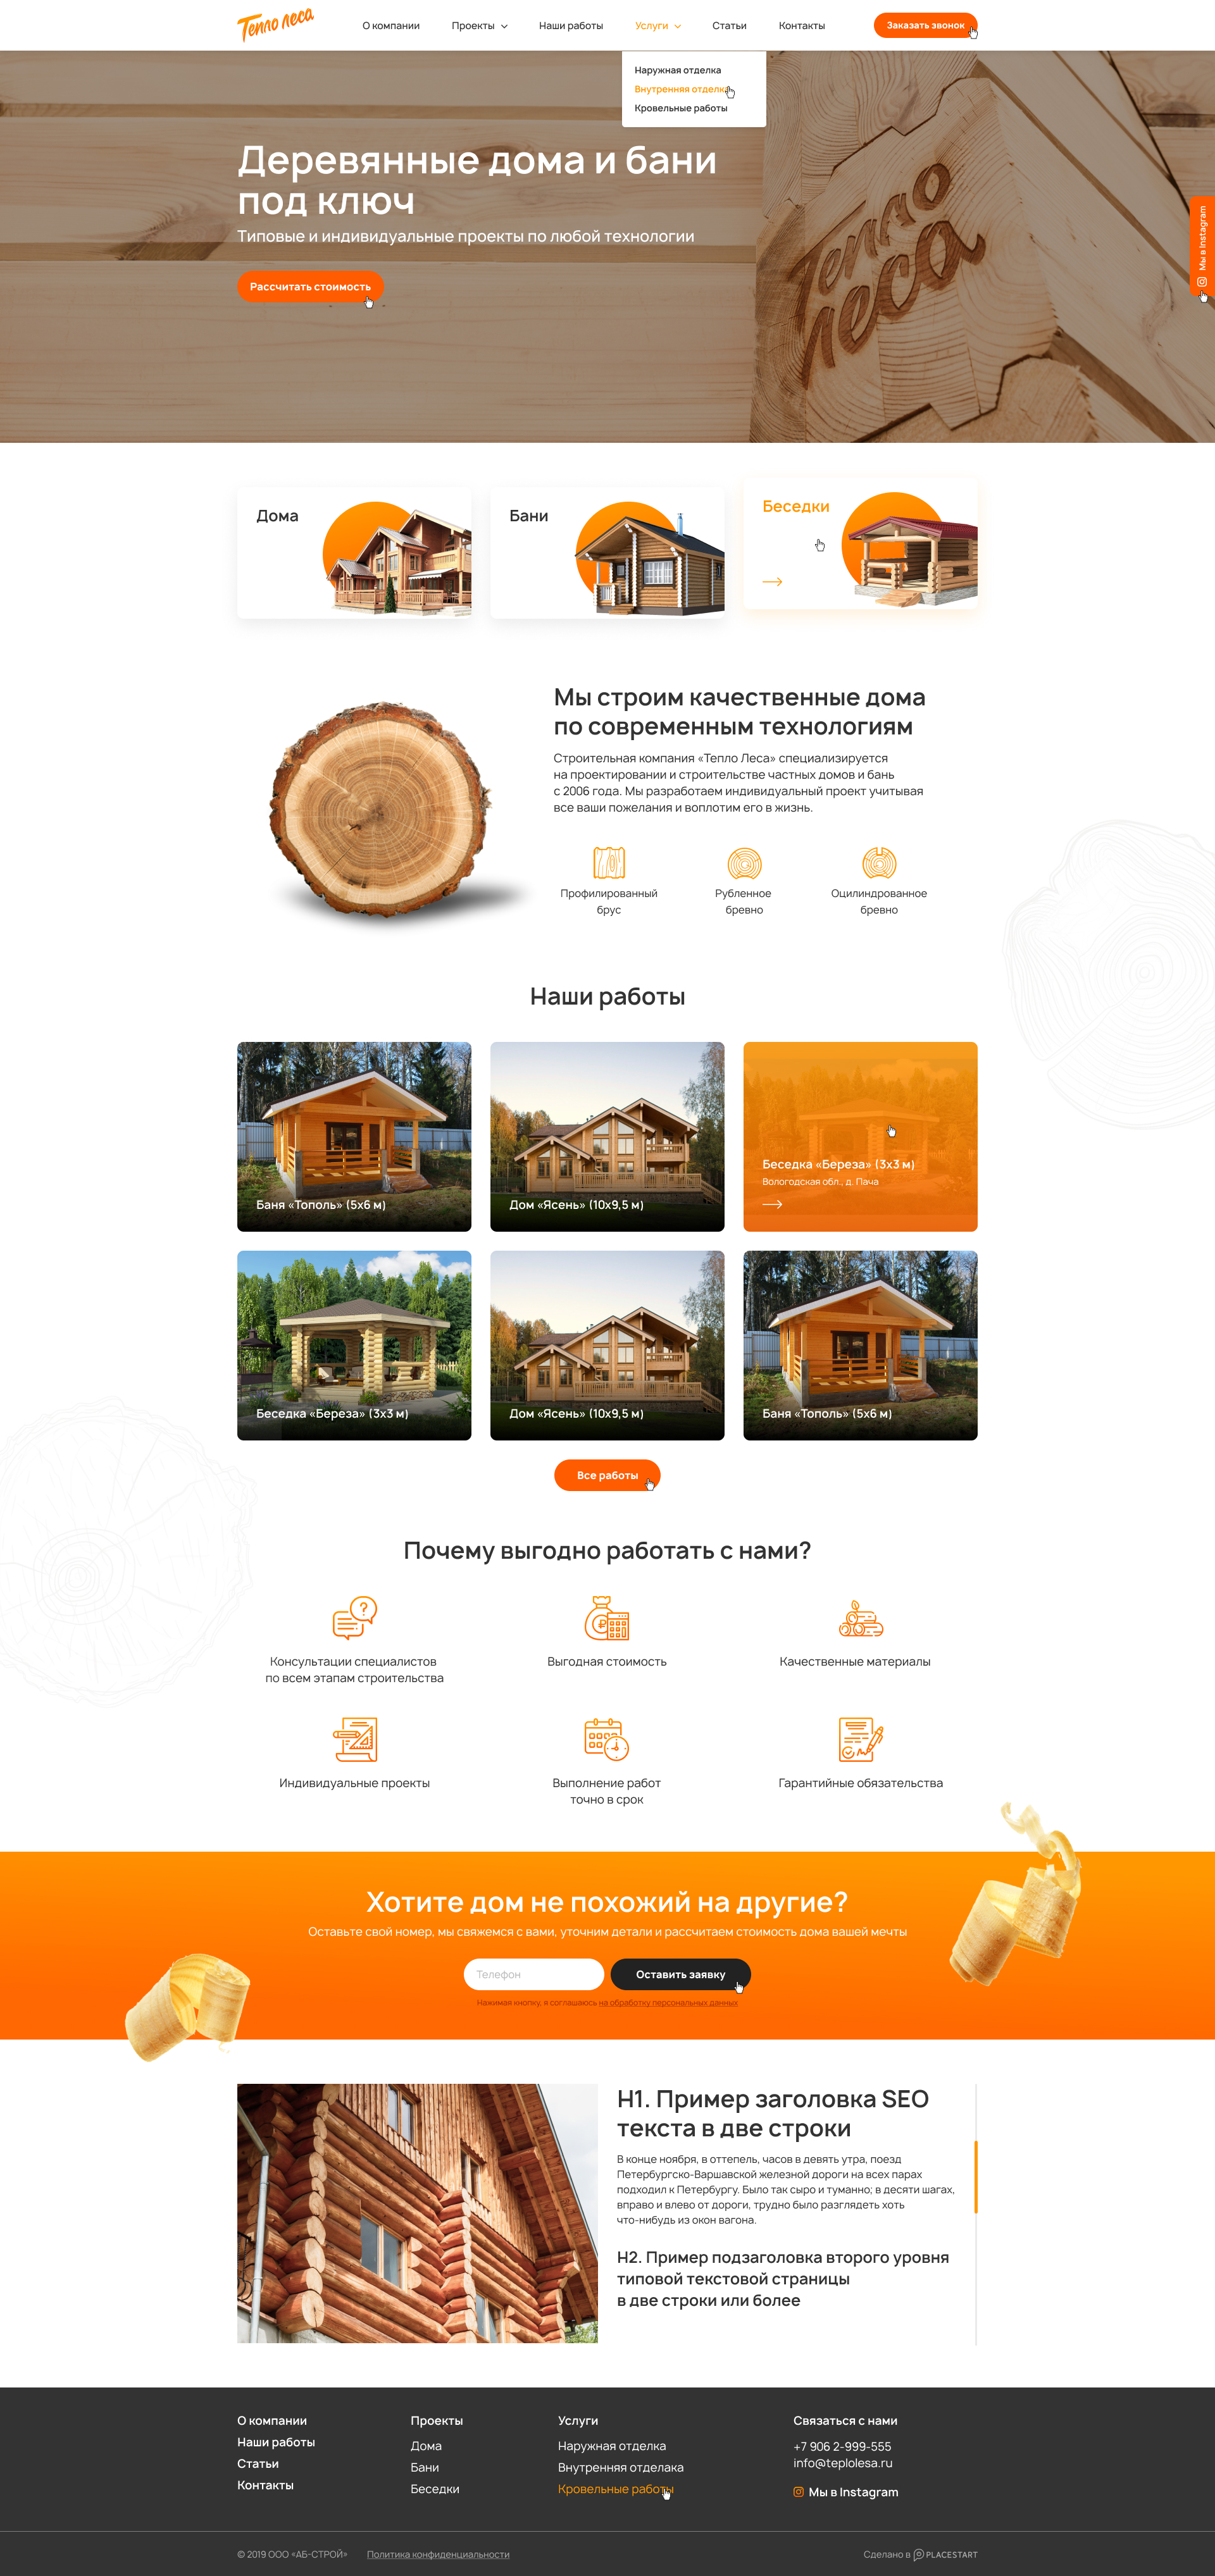 Тепло леса
О компании
Проекты
Наши работы
Услуги
Статьи
Контакты
Заказать звонок
Наружная отделка
Внутренняя отделка
Кровельные работы
Деревянные дома и бани
под ключ
Типовые и индивидуальные проекты по любой технологии
Рассчитать стоимость
Тепло леса
Мы в Instagram
Дома
Бани
Беседки
Мы строим качественные дома
по современным технологиям
Строительная компания «Тепло Леса» специализируется
на проектировании и строительстве частных домов и бань
с 2006 года. Мы разработаем индивидуальный проект учитывая
все ваши пожелания и воплотим его в жизнь.
Профилированный
брус
Рубленное
бревно
Оцилиндрованное
бревно
Наши работы
Баня «Тополь» (5х6 м)
Дом «Ясень» (10х9,5 м)
Беседка «Береза» (3х3 м)
Вологодская обл., д. Пача
Беседка «Береза» (3х3 м)
Дом «Ясень» (10х9,5 м)
Баня «Тополь» (5х6 м)
Все работы
Почему выгодно работать с нами?
Консультации специалистов
по всем этапам строительства
Выгодная стоимость
Качественные материалы
Индивидуальные проекты
Выполнение работ
точно в срок
Гарантийные обязательства
Хотите дом не похожий на другие?
Оставьте свой номер, мы свяжемся с вами, уточним детали и рассчитаем стоимость дома вашей мечты
Телефон
Оставить заявку
Нажимая кнопку, я соглашаюсь на обработку персональных данных
H1. Пример заголовка SEO
текста в две строки
В конце ноября, в оттепель, часов в девять утра, поезд
Петербургско-Варшавской железной дороги на всех парах
подходил к Петербургу. Было так сыро и туманно; в десяти шагах,
вправо и влево от дороги, трудно было разглядеть хоть
что-нибудь из окон вагона.
H2. Пример подзаголовка второго уровня
типовой текстовой страницы
в две строки или более
О компании
Наши работы
Статьи
Контакты
Проекты
Дома
Бани
Беседки
Услуги
Наружная отделка
Внутренняя отделака
Кровельные работы
Связаться с нами
+7 906 2-999-555
info@teplolesa.ru
Мы в Instagram
© 2019 ООО «АБ-СТРОЙ»
Политика конфиденциальности
Сделано в PLACESTART